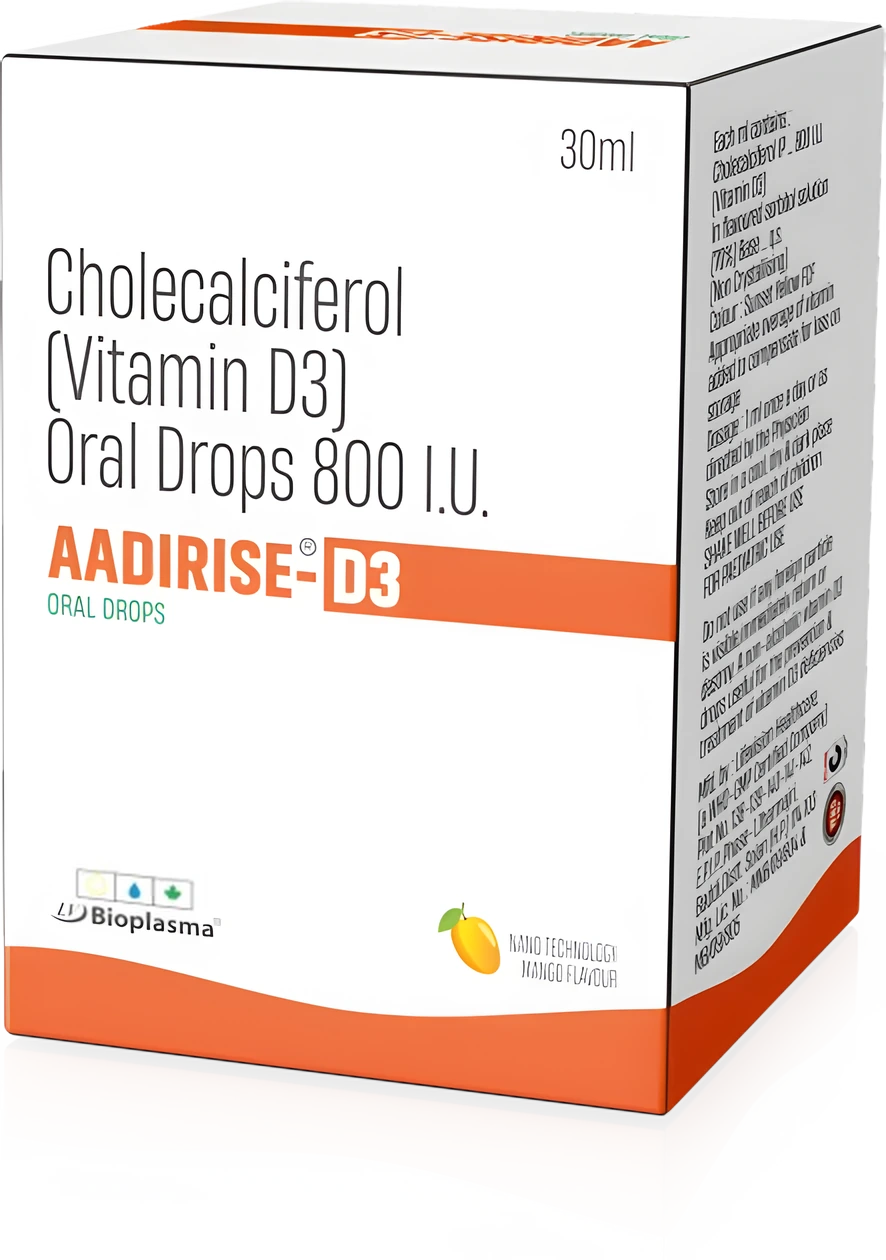 30ml
Cholecalciferol
(Vitamin D3)
Oral Drops 800 I.U.
AADIRISE®-D3
ORAL DROPS
Bioplasma
NANO TECHNOLOGY
MANGO FLAVOUR
Each ml contains:
(Vitamin D3)
In flavoured sorbitol solution
Base
(Non Crystallising)
Colour : Sunset Yellow FCF
Appropriate overage of vitamin
added to compensate for loss on
storage
Dosage : 1 ml once a day or as
directed by the Physician
Store in a cool, dry & dark place
Keep out of reach of children
SHAKE WELL BEFORE USE
FOR PAEDIATRIC USE
Do not use if any foreign particle
is visible immediately return or
destroy. A non-alcoholic vitamin D3
drops useful for the prevention &
treatment of vitamin D3 deficiencies
Healthcare
(a WHO-GMP Certified Company)